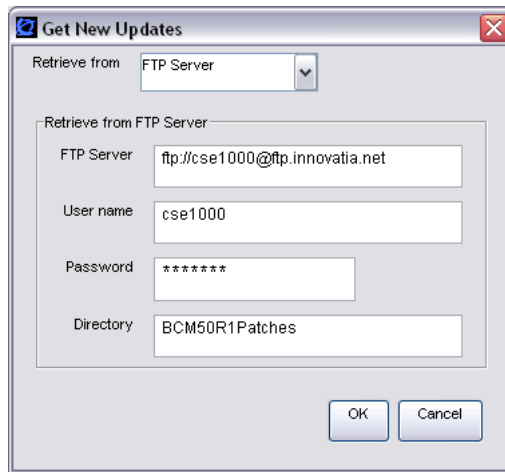 Get New Updates
Retrieve from
FTP Server
Retrieve from FTP Server
FTP Server
ftp://cse1000@ftp.innovatia.net
User name
cse1000
Password
*******
Directory
BCM50R1Patches
OK
Cancel